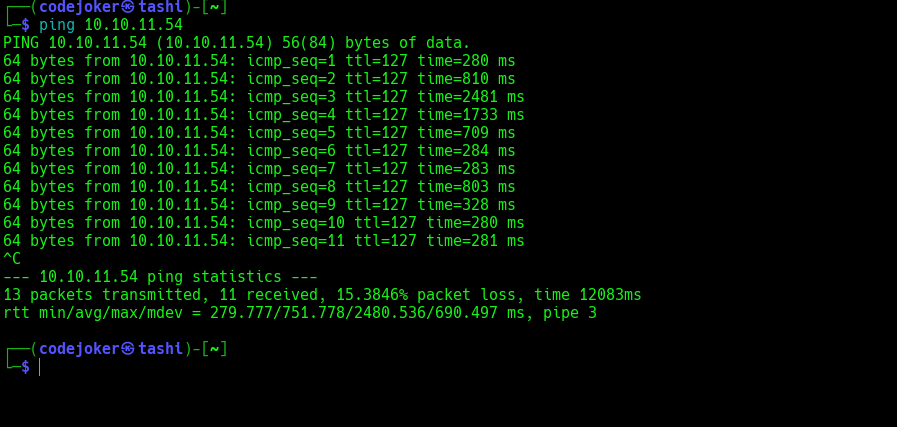 ┌──(codejoker㉿tashi)-[~]
└─$ ping 10.10.11.54
PING 10.10.11.54 (10.10.11.54) 56(84) bytes of data.
64 bytes from 10.10.11.54: icmp_seq=1 ttl=127 time=280 ms
64 bytes from 10.10.11.54: icmp_seq=2 ttl=127 time=810 ms
64 bytes from 10.10.11.54: icmp_seq=3 ttl=127 time=2481 ms
64 bytes from 10.10.11.54: icmp_seq=4 ttl=127 time=1733 ms
64 bytes from 10.10.11.54: icmp_seq=5 ttl=127 time=709 ms
64 bytes from 10.10.11.54: icmp_seq=6 ttl=127 time=284 ms
64 bytes from 10.10.11.54: icmp_seq=7 ttl=127 time=283 ms
64 bytes from 10.10.11.54: icmp_seq=8 ttl=127 time=803 ms
64 bytes from 10.10.11.54: icmp_seq=9 ttl=127 time=328 ms
64 bytes from 10.10.11.54: icmp_seq=10 ttl=127 time=280 ms
64 bytes from 10.10.11.54: icmp_seq=11 ttl=127 time=281 ms
^C
--- 10.10.11.54 ping statistics ---
13 packets transmitted, 11 received, 15.3846% packet loss, time 12083ms
rtt min/avg/max/mdev = 279.777/751.778/2480.536/690.497 ms, pipe 3
┌──(codejoker㉿tashi)-[~]
└─$